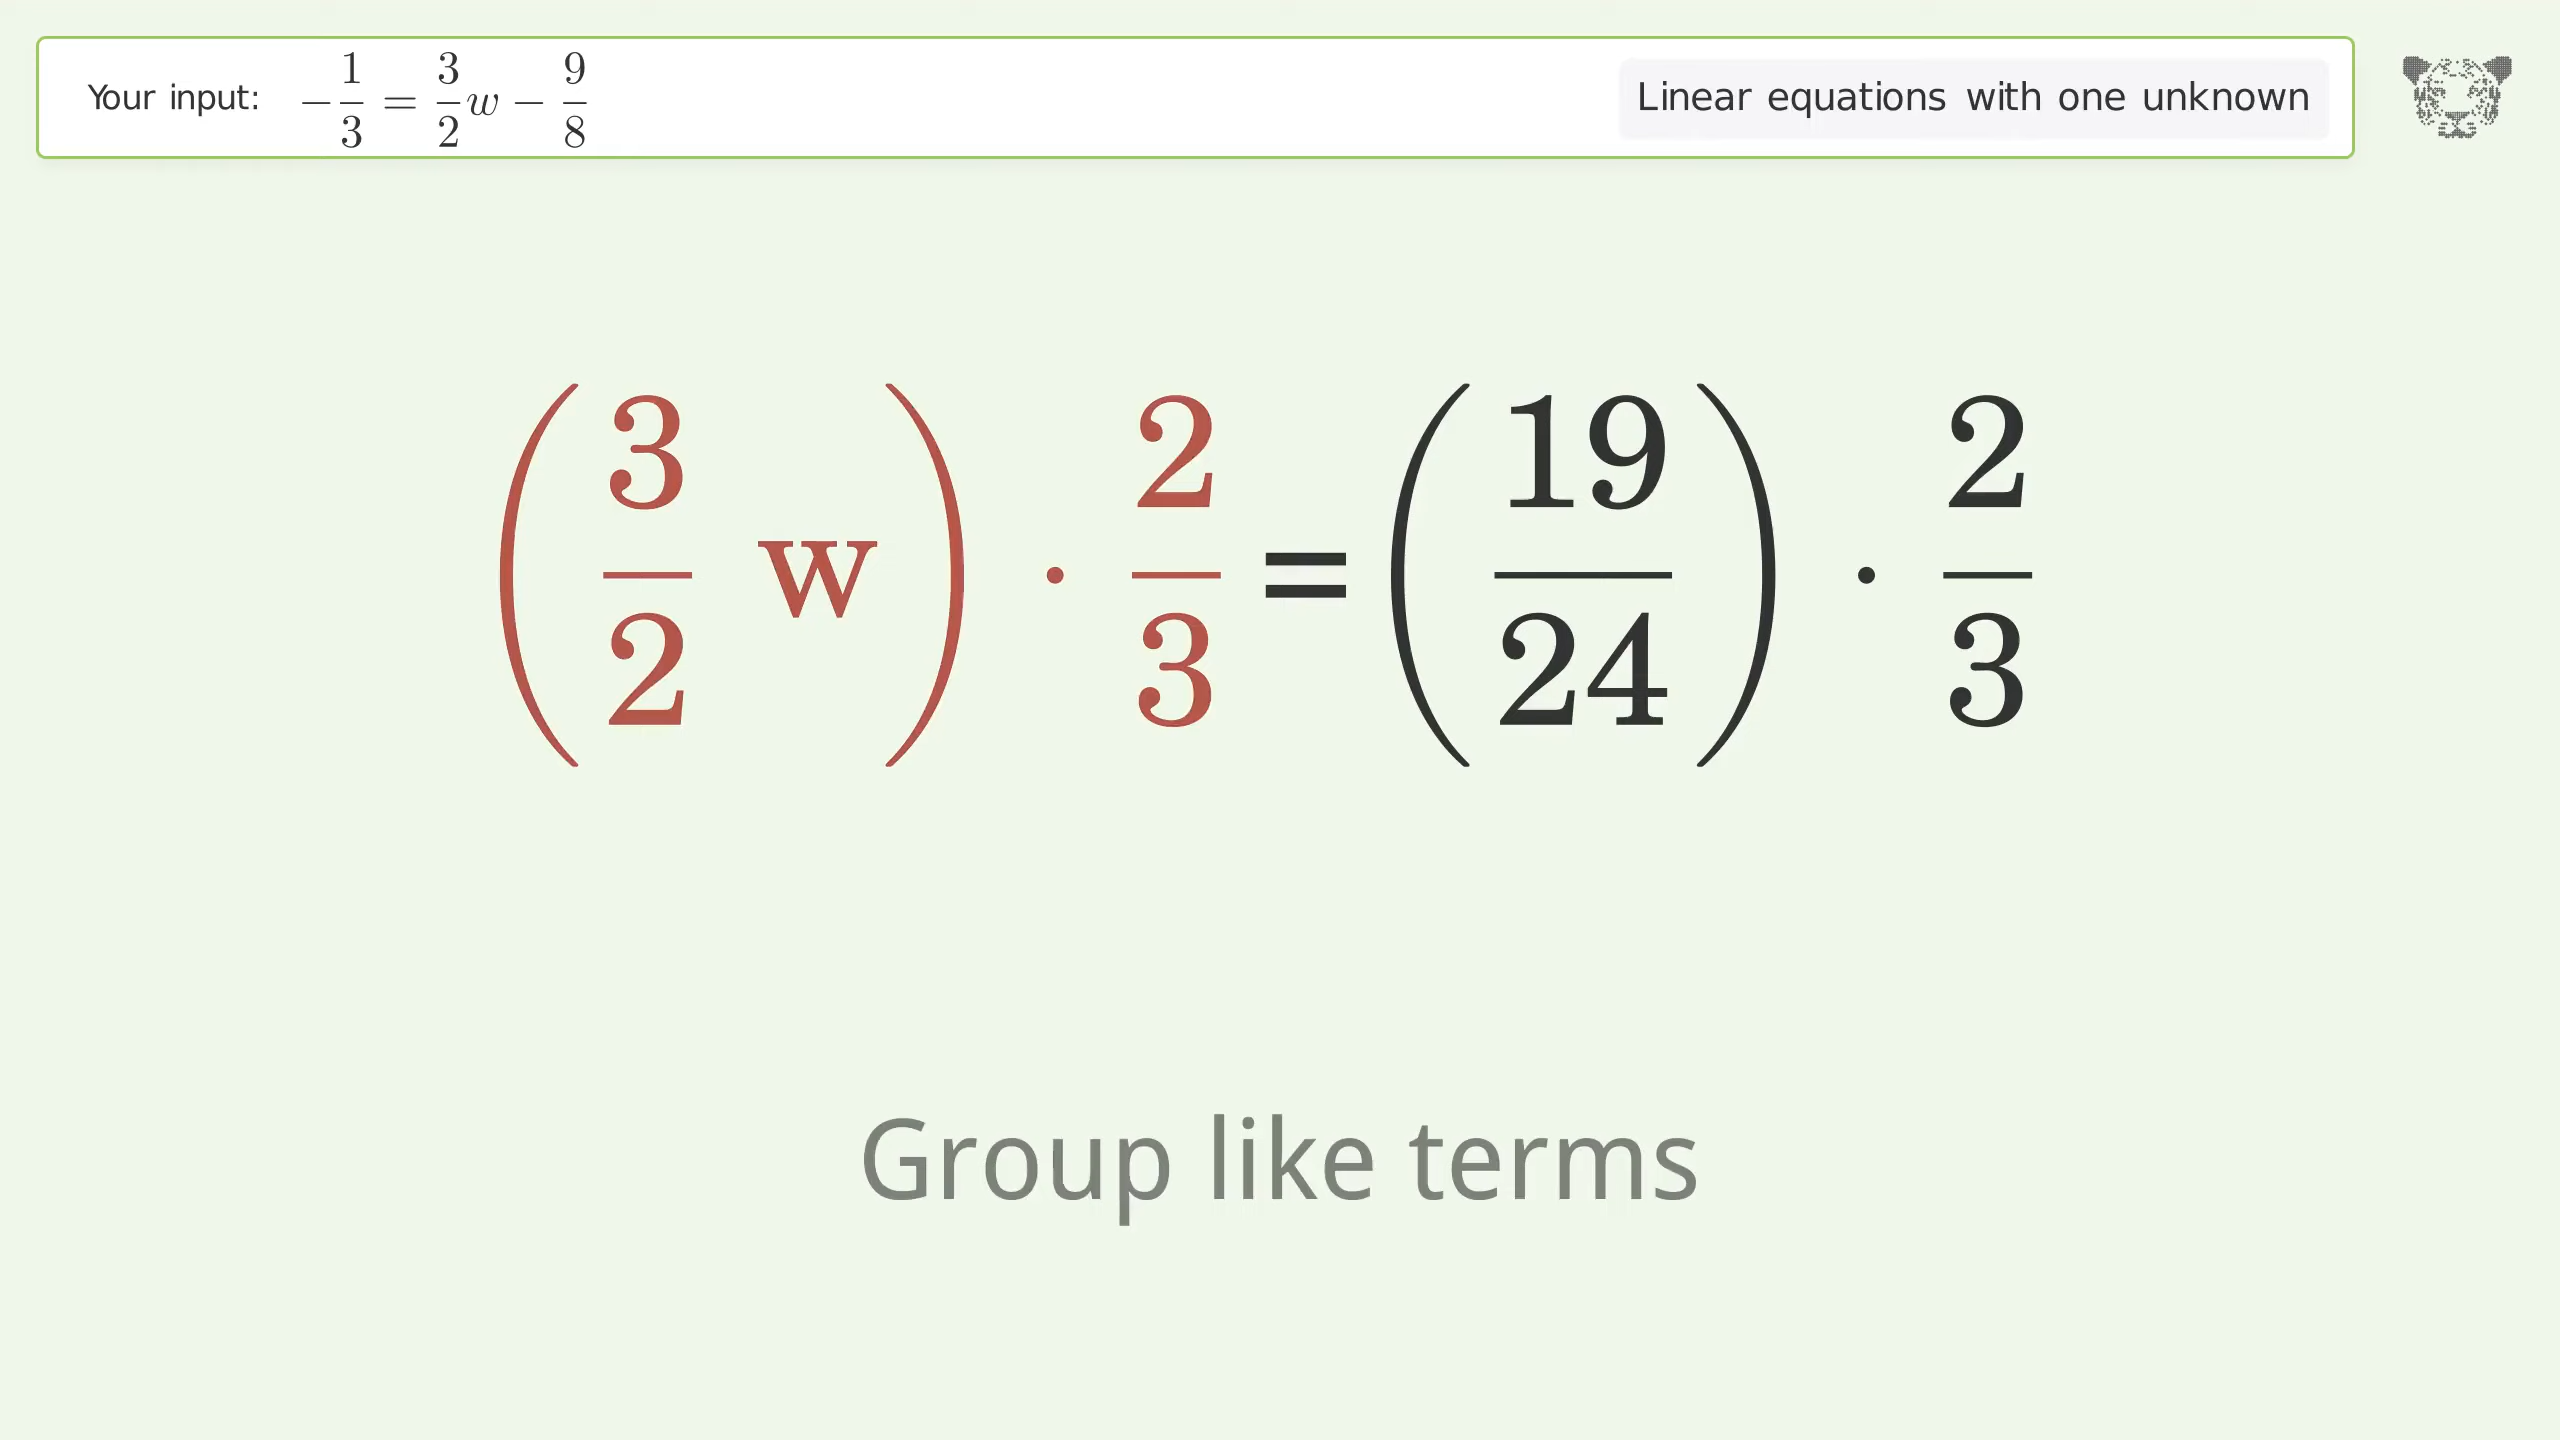 Your input: -1/3 = 3/2 w - 9/8
Linear equations with one unknown
(3/2 w) · 2/3 = (19/24) · 2/3
Group like terms